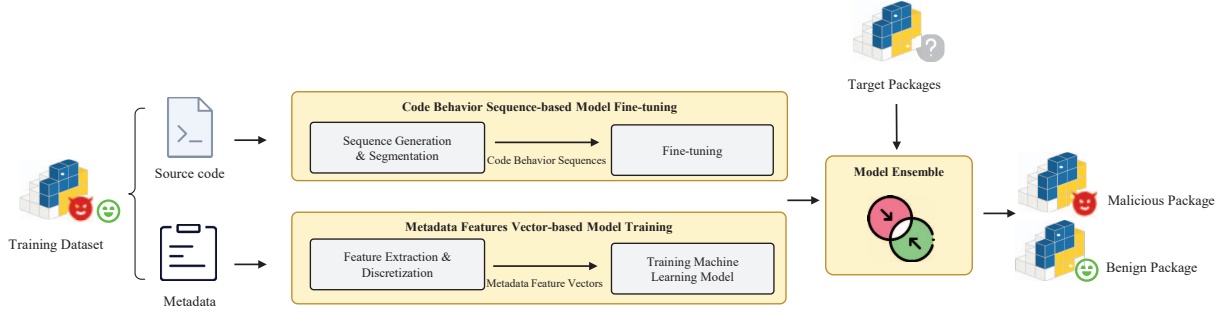 Training Dataset
Source code
Metadata
Code Behavior Sequence-based Model Fine-tuning
Sequence Generation
& Segmentation
Code Behavior Sequences
Fine-tuning
Metadata Features Vector-based Model Training
Feature Extraction &
Discretization
Metadata Feature Vectors
Training Machine
Learning Model
?
Target Packages
Model Ensemble
Malicious Package
Benign Package